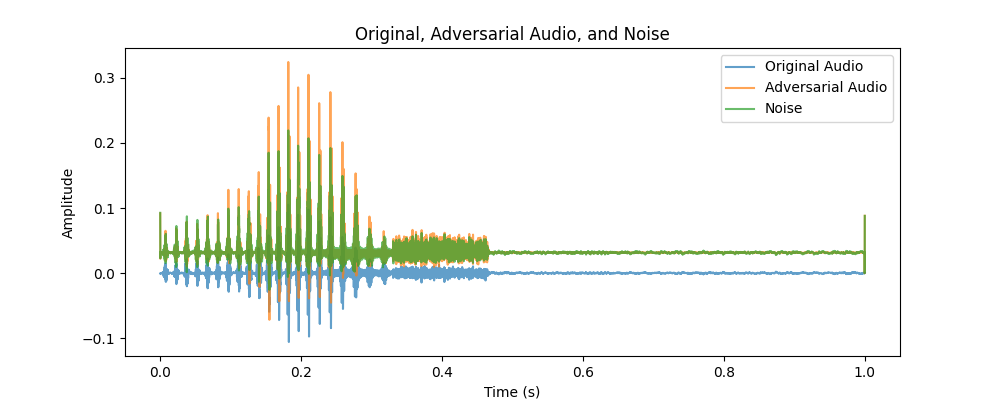 Original, Adversarial Audio, and Noise
Original Audio
Adversarial Audio
Noise
Amplitude
0.3
0.2
0.1
0.0
−0.1
0.0 0.2 0.4 0.6 0.8 1.0
Time (s)